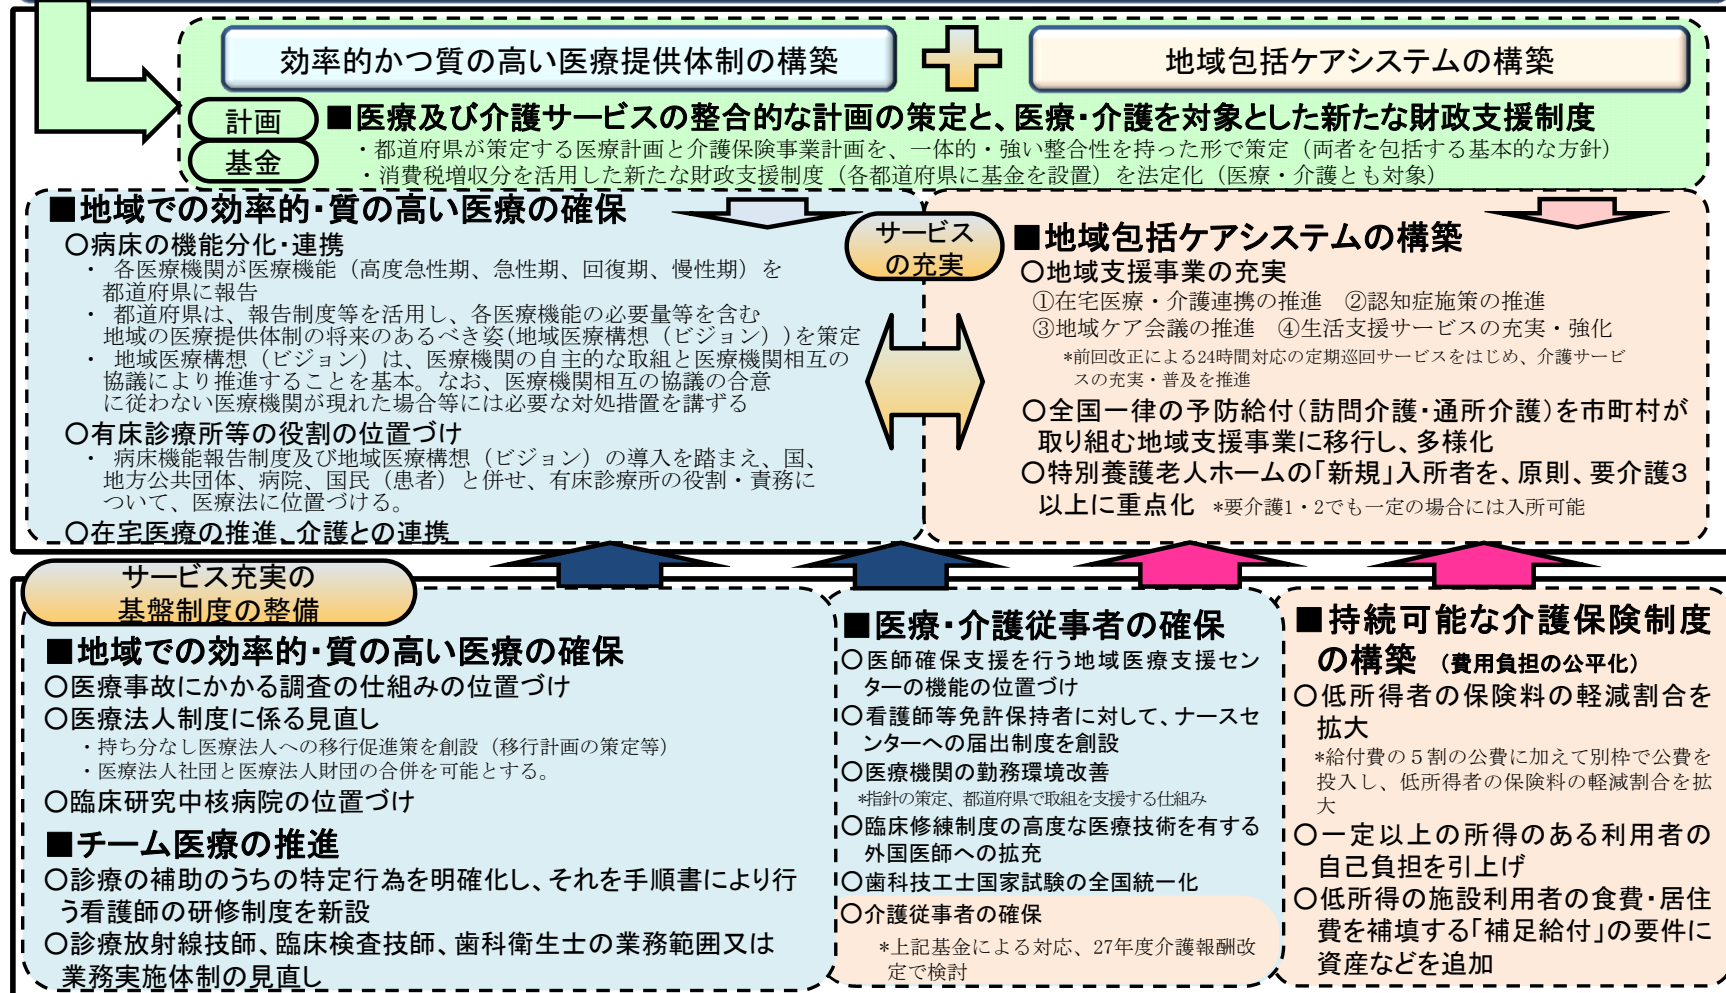 効率的かつ質の高い医療提供体制の構築
地域包括ケアシステムの構築
計画
基金
■医療及び介護サービスの整合的な計画の策定と、医療・介護を対象とした新たな財政支援制度
・都道府県が策定する医療計画と介護保険事業計画を、一体的・強い整合性を持った形で策定（両者を包括する基本的な方針）
・消費税増収分を活用した新たな財政支援制度（各都道府県に基金を設置）を法定化（医療・介護とも対象）
サービス
の充実
■地域での効率的・質の高い医療の確保
○病床の機能分化・連携
・ 各医療機関が医療機能（高度急性期、急性期、回復期、慢性期）を
都道府県に報告
・ 都道府県は、報告制度等を活用し、各医療機能の必要量等を含む
地域の医療提供体制の将来のあるべき姿(地域医療構想（ビジョン）)を策定
・ 地域医療構想（ビジョン）は、医療機関の自主的な取組と医療機関相互の
協議により推進することを基本。なお、医療機関相互の協議の合意
に従わない医療機関が現れた場合等には必要な対処措置を講ずる
○有床診療所等の役割の位置づけ
・ 病床機能報告制度及び地域医療構想（ビジョン）の導入を踏まえ、国、
地方公共団体、病院、国民（患者）と併せ、有床診療所の役割・責務に
ついて、医療法に位置づける。
○在宅医療の推進、介護との連携
■地域包括ケアシステムの構築
○地域支援事業の充実
①在宅医療・介護連携の推進　②認知症施策の推進
③地域ケア会議の推進　④生活支援サービスの充実・強化
*前回改正による24時間対応の定期巡回サービスをはじめ、介護サービ
スの充実・普及を推進
○全国一律の予防給付（訪問介護・通所介護）を市町村が
取り組む地域支援事業に移行し、多様化
○特別養護老人ホームの「新規」入所者を、原則、要介護３
以上に重点化　*要介護1・2でも一定の場合には入所可能
サービス充実の
基盤制度の整備
■地域での効率的・質の高い医療の確保
○医療事故にかかる調査の仕組みの位置づけ
○医療法人制度に係る見直し
・持ち分なし医療法人への移行促進策を創設（移行計画の策定等）
・医療法人社団と医療法人財団の合併を可能とする。
○臨床研究中核病院の位置づけ
■チーム医療の推進
○診療の補助のうちの特定行為を明確化し、それを手順書により行
う看護師の研修制度を新設
○診療放射線技師、臨床検査技師、歯科衛生士の業務範囲又は
業務実施体制の見直し
■医療・介護従事者の確保
○医師確保支援を行う地域医療支援セン
ターの機能の位置づけ
○看護師等免許保持者に対して、ナースセ
ンターへの届出制度を創設
○医療機関の勤務環境改善
*指針の策定、都道府県で取組を支援する仕組み
○臨床修練制度の高度な医療技術を有する
外国医師への拡充
○歯科技工士国家試験の全国統一化
○介護従事者の確保
*上記基金による対応、27年度介護報酬改
定で検討
■持続可能な介護保険制度
の構築 （費用負担の公平化）
○低所得者の保険料の軽減割合を
拡大
*給付費の５割の公費に加えて別枠で公費を
投入し、低所得者の保険料の軽減割合を拡
大
○一定以上の所得のある利用者の
自己負担を引上げ
○低所得の施設利用者の食費・居住
費を補填する「補足給付」の要件に
資産などを追加